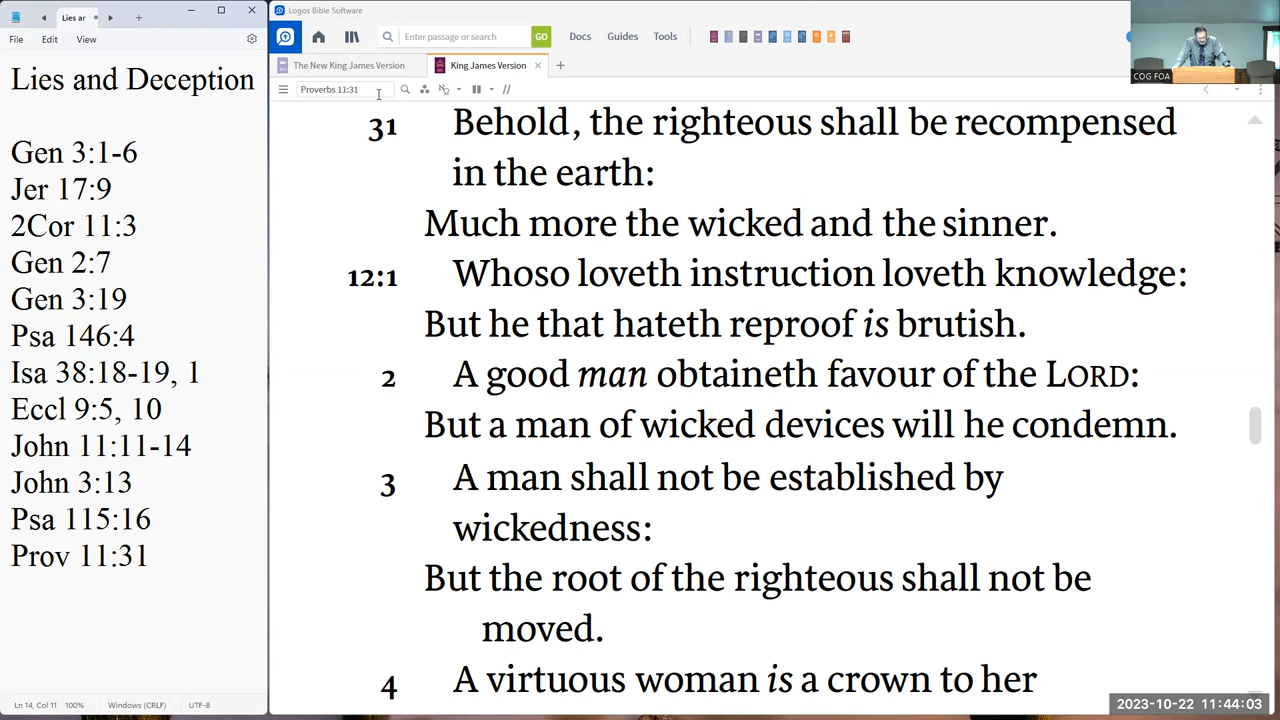 Lies ar
File Edit View
Lies and Deception
Gen 3:1-6
Jer 17:9
2Cor 11:3
Gen 2:7
Gen 3:19
Psa 146:4
Isa 38:18-19, 1
Eccl 9:5, 10
John 11:11-14
John 3:13
Psa 115:16
Prov 11:31
Ln 14, Col 11 100% Windows (CRLF) UTF-8
Logos Bible Software
Enter passage or search GO Docs Guides Tools
The New King James Version King James Version
Proverbs 11:31
COG FOA
31 Behold, the righteous shall be recompensed
in the earth:
Much more the wicked and the sinner.
12:1 Whoso loveth instruction loveth knowledge:
But he that hateth reproof is brutish.
2 A good man obtaineth favour of the LORD:
But a man of wicked devices will he condemn.
3 A man shall not be established by
wickedness:
But the root of the righteous shall not be
moved.
4 A virtuous woman is a crown to her
2023-10-22 11:44:03